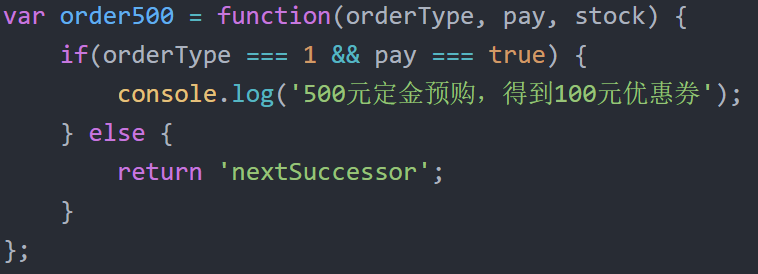 var order500 = function(orderType, pay, stock) {
    if(orderType === 1 && pay === true) {
        console.log('500元定金预购，得到100元优惠券');
    } else {
        return 'nextSuccessor';
    }
};